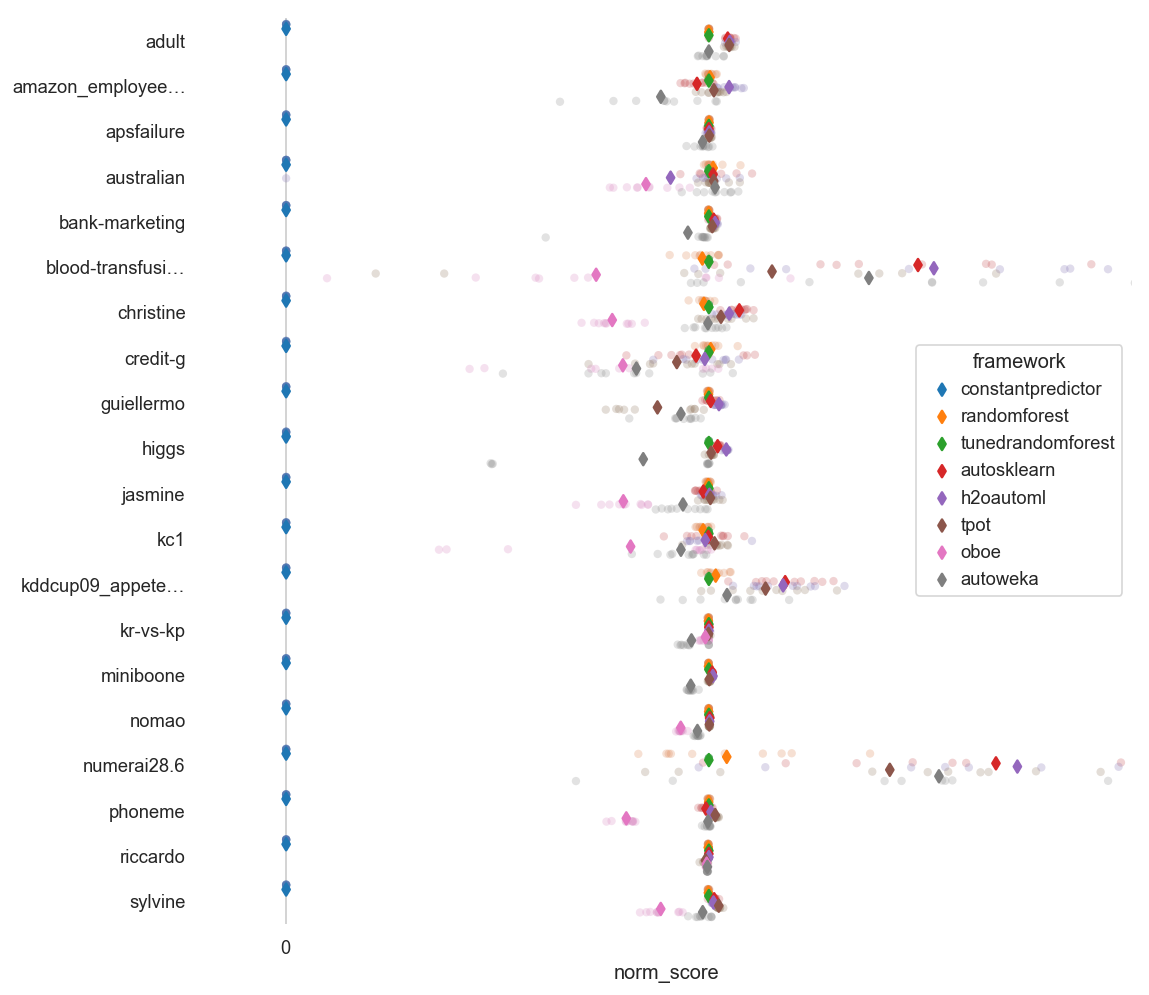 adult
amazon_employee…
apsfailure
australian
bank-marketing
blood-transfusi…
christine
credit-g
guiellermo
higgs
jasmine
kc1
kddcup09_appete…
kr-vs-kp
miniboone
nomao
numerai28.6
phoneme
riccardo
sylvine
framework
constantpredictor
randomforest
tunedrandomforest
autosklearn
h2oautoml
tpot
oboe
autoweka
0
norm_score